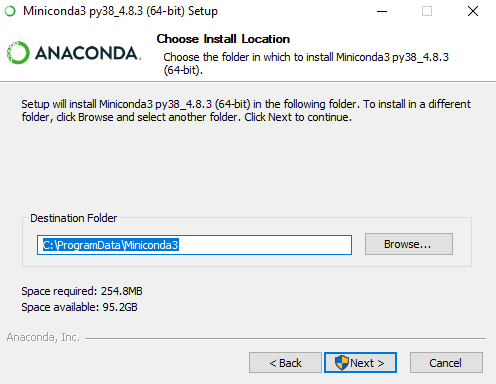 Miniconda3 py38_4.8.3 (64-bit) Setup
ANACONDA.
Choose Install Location
Choose the folder in which to install Miniconda3 py38_4.8.3
(64-bit).
Setup will install Miniconda3 py38_4.8.3 (64-bit) in the following folder. To install in a different
folder, click Browse and select another folder. Click Next to continue.
Destination Folder
C:\ProgramData\Miniconda3
Browse...
Space required: 254.8MB
Space available: 95.2GB
Anaconda, Inc.
< Back
Next >
Cancel